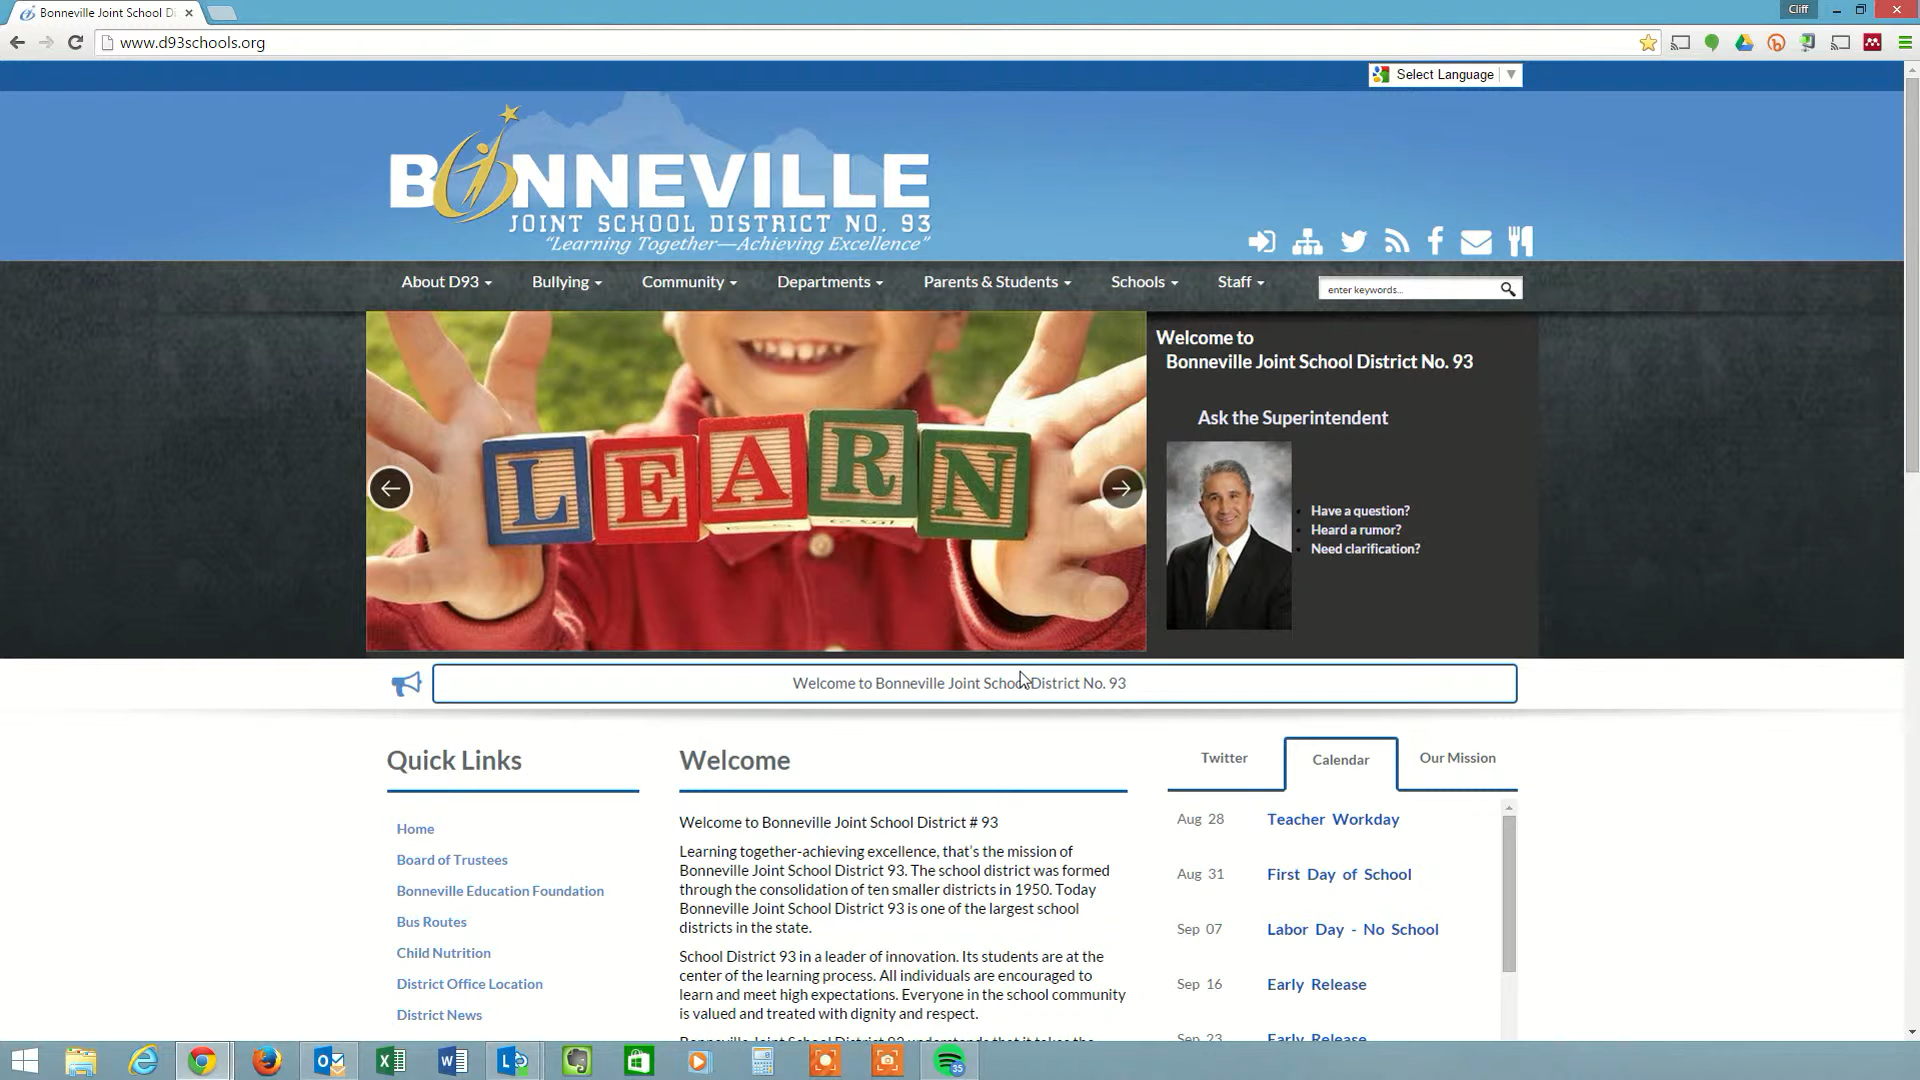 Bonneville Joint School Di
Cliff
www.d93schools.org
Select Language ▼
BONNEVILLE
JOINT SCHOOL DISTRICT NO. 93
"Learning Together—Achieving Excellence"
About D93
Bullying
Community
Departments
Parents & Students
Schools
Staff
enter keywords...
LEARN
Welcome to
Bonneville Joint School District No. 93
Ask the Superintendent
Have a question?
Heard a rumor?
Need clarification?
Welcome to Bonneville Joint School District No. 93
Quick Links
Home
Board of Trustees
Bonneville Education Foundation
Bus Routes
Child Nutrition
District Office Location
District News
Welcome
Welcome to Bonneville Joint School District # 93
Learning together-achieving excellence, that's the mission of
Bonneville Joint School District 93. The school district was formed
through the consolidation of ten smaller districts in 1950. Today
Bonneville Joint School District 93 is one of the largest school
districts in the state.
School District 93 in a leader of innovation. Its students are at the
center of the learning process. All individuals are encouraged to
learn and meet high expectations. Everyone in the school community
is valued and treated with dignity and respect.
Twitter
Calendar
Our Mission
Aug 28 Teacher Workday
Aug 31 First Day of School
Sep 07 Labor Day - No School
Sep 16 Early Release
Sep 23 Early Release
35